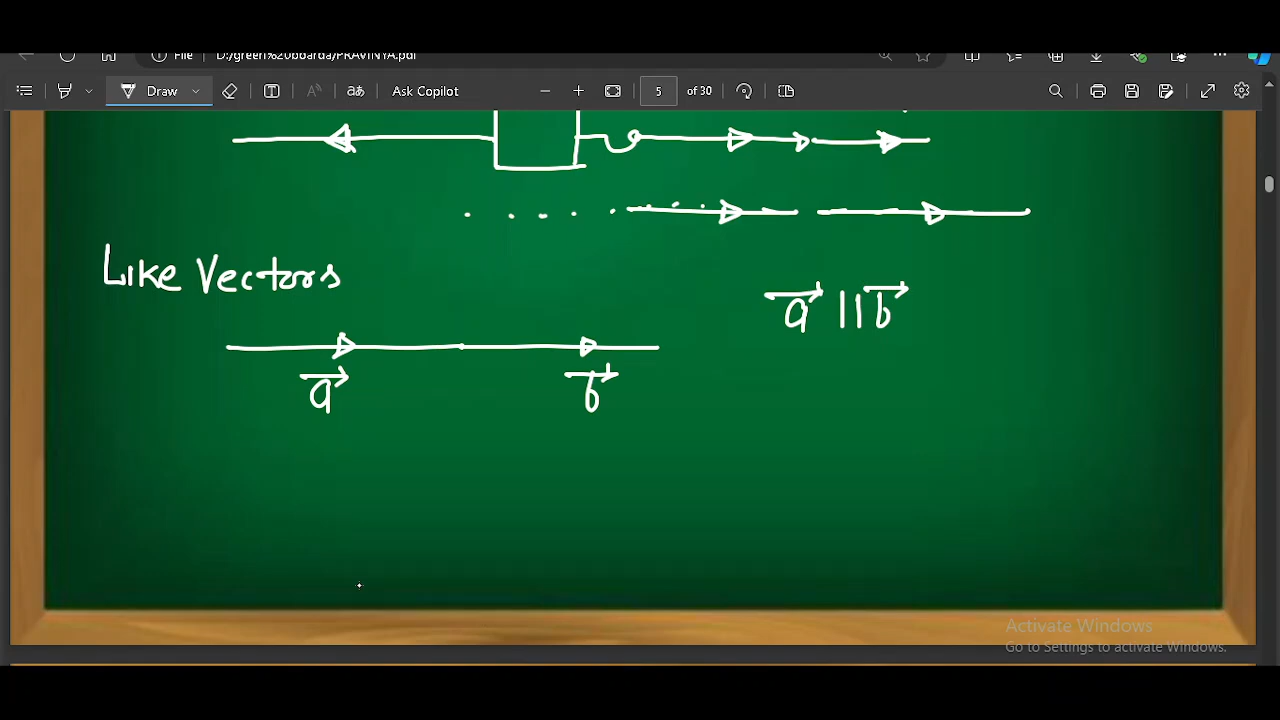 File D:/green%20boarda/PRAVINYA.pdf
Draw Ask Copilot 5 of 30
Like Vectors
a⃗ || b⃗
a⃗ b⃗
Activate Windows
Go to Settings to activate Windows.